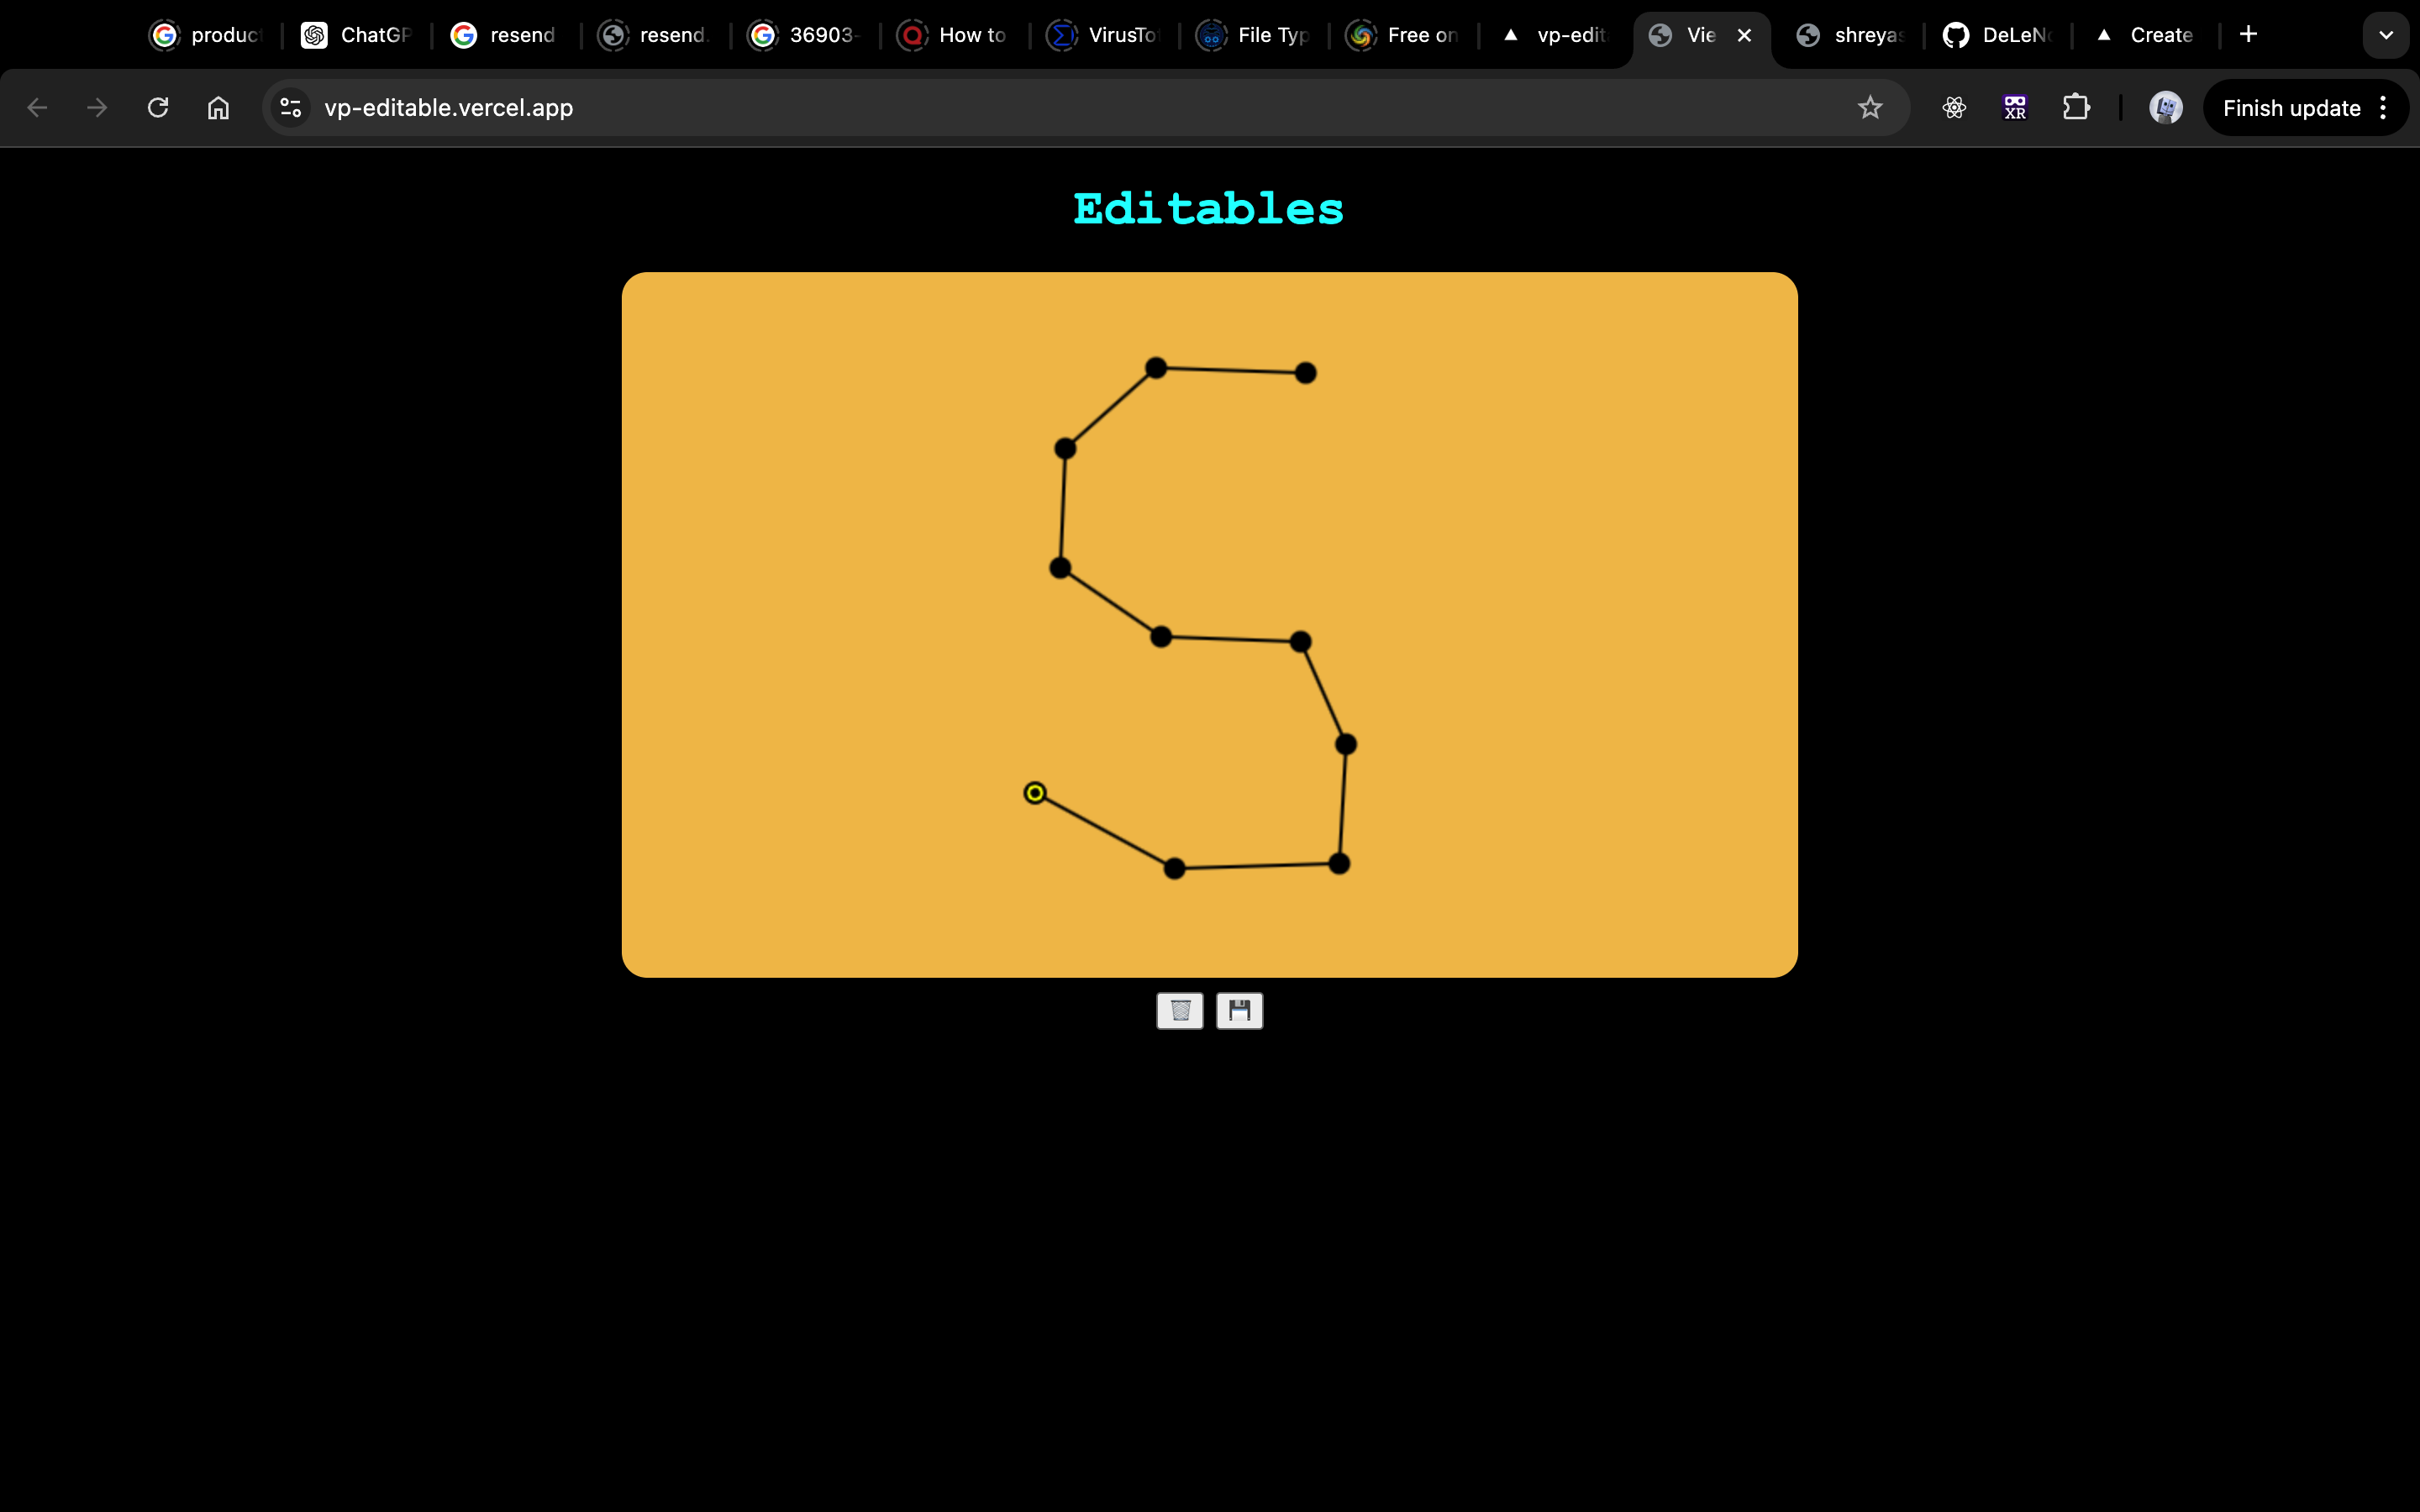 produc ChatGP resend resend. 36903- How to VirusTo File Typ Free on vp-edit Vie shreyas DeLeN Create
vp-editable.vercel.app XR Finish update
Editables